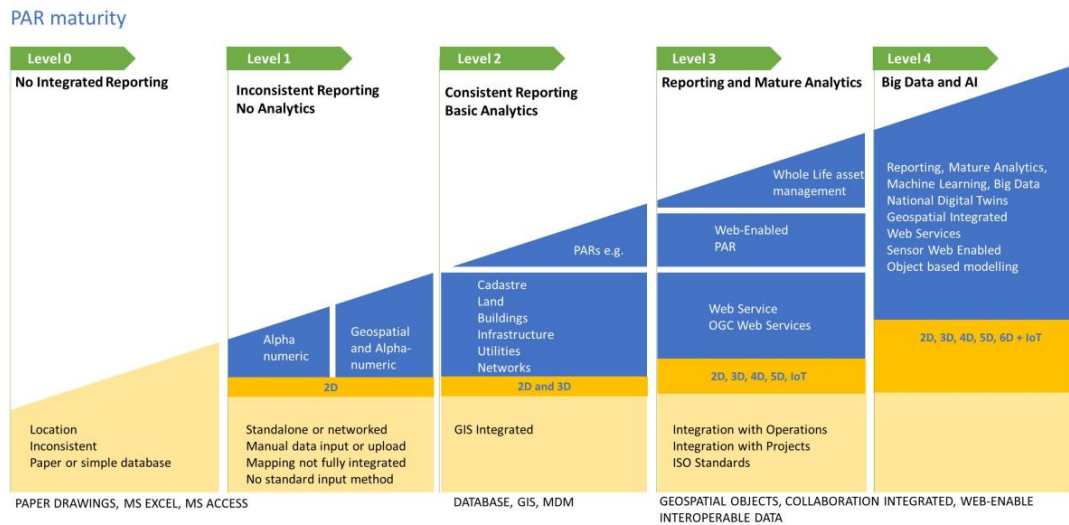 PAR maturity
Level 0
No Integrated Reporting
Location
Inconsistent
Paper or simple database
Level 1
Inconsistent Reporting
No Analytics
Alpha
numeric
Geospatial
and Alpha-
numeric
2D
Standalone or networked
Manual data input or upload
Mapping not fully integrated
No standard input method
PAPER DRAWINGS, MS EXCEL, MS ACCESS
Level 2
Consistent Reporting
Basic Analytics
PARs e.g.
Cadastre
Land
Buildings
Infrastructure
Utilities
Networks
2D and 3D
GIS Integrated
DATABASE, GIS, MDM
Level 3
Reporting and Mature Analytics
Whole Life asset
management
Web-Enabled
PAR
Web Service
OGC Web Services
2D, 3D, 4D, 5D, IoT
Integration with Operations
Integration with Projects
ISO Standards
Level 4
Big Data and AI
Reporting, Mature Analytics,
Machine Learning, Big Data
National Digital Twins
Geospatial Integrated
Web Services
Sensor Web Enabled
Object based modelling
2D, 3D, 4D, 5D, 6D + IoT
GEOSPATIAL OBJECTS, COLLABORATION INTEGRATED, WEB-ENABLE
INTEROPERABLE DATA